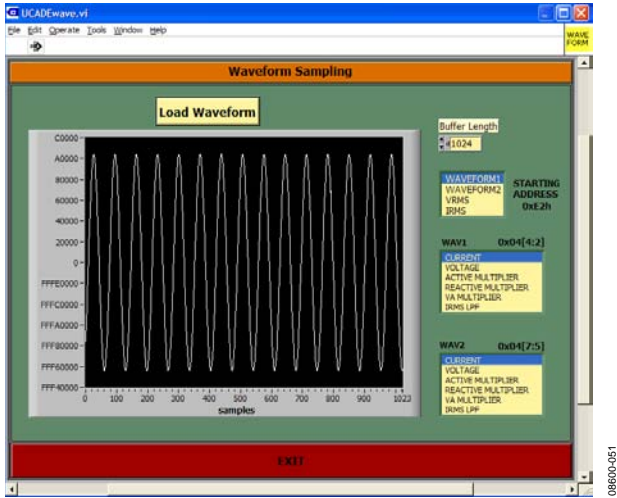 UCADEwave.vi
File Edit Operate Tools Window Help
WAVE
FORM
Waveform Sampling
Load Waveform
Buffer Length
1024
C0000
A0000
80000
60000
40000
20000
0
FFFE0000
FFFC0000
FFFA0000
FFF80000
FFF60000
FFF40000
0 100 200 300 400 500 600 700 800 900 1023
samples
WAVEFORM1
WAVEFORM2
VRMS
IRMS
STARTING
ADDRESS
0xE2h
WAV1 0x04[4:2]
CURRENT
VOLTAGE
ACTIVE MULTIPLIER
REACTIVE MULTIPLIER
VA MULTIPLIER
IRMS LPF
WAV2 0x04[7:5]
CURRENT
VOLTAGE
ACTIVE MULTIPLIER
REACTIVE MULTIPLIER
VA MULTIPLIER
IRMS LPF
EXIT
08600-051